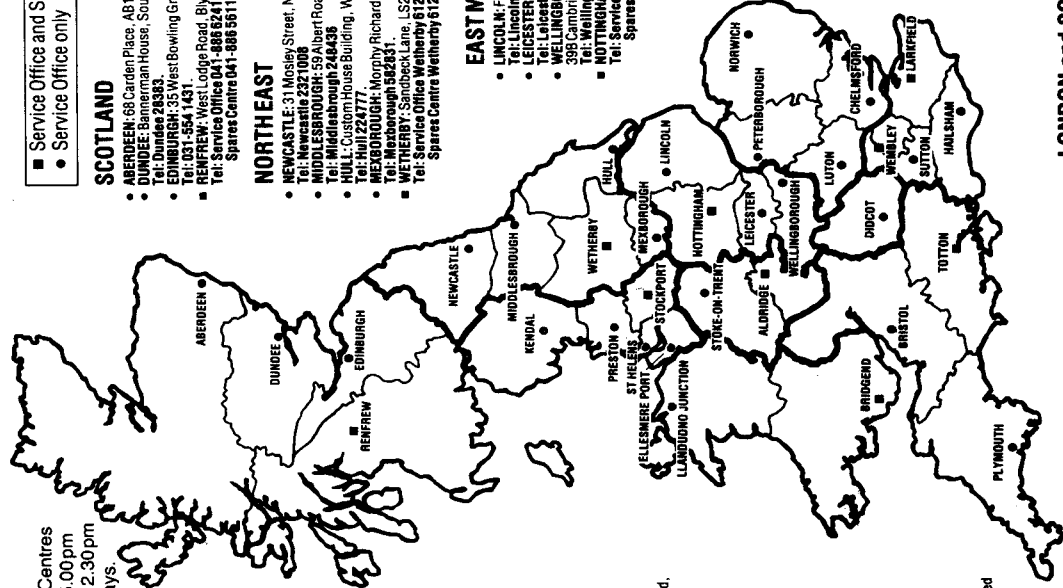 ■ Service Office and S
● Service Office only
SCOTLAND
● ABERDEEN: 68 Carden Place, AB1
● DUNDEE: Bannerman House, Sou
Tel: Dundee 28383.
● EDINBURGH: 35 West Bowling Gr
Tel: 031-554 1431.
■ RENFREW: West Lodge Road, Bly
Tel: Service Office 041-886 6241
Spares Centre 041-886 5611
NORTHEAST
● NEWCASTLE: 31 Mosley Street, N
Tel: Newcastle 2321008
● MIDDLESBROUGH: 59 Albert Roa
Tel: Middlesbrough 248436
● HULL: Custom House Building, W
Tel: Hull 224777.
● MEXBOROUGH: Morphy Richard
Tel: Mexborough 582831.
■ WETHERBY: Sandbeck Lane, LS2
Tel: Service Office Wetherby 612
Spares Centre Wetherby 612
EAST M
● LINCOLN: F
Tel: Lincoln
● LEICESTER:
Tel: Leicest
● WELLINGBO
39B Cambri
Tel: Welling
■ NOTTINGHA
Tel: Service
Spares
Centres
.00pm
2.30pm
ays.
ABERDEEN
DUNDEE
EDINBURGH
RENFREW
NEWCASTLE
MIDDLESBROUGH
KENDAL
WETHERBY
HULL
PRESTON
MEXBOROUGH
LINCOLN
ST HELENS
STOCKPORT
ELLESMERE PORT
LLANDUDNO JUNCTION
STOKE-ON-TRENT
NOTTINGHAM
ALDRIDGE
LEICESTER
PETERBOROUGH
NORWICH
WELLINGBOROUGH
LUTON
CHELMSFORD
DIDCOT
WEMBLEY
SUTTON
LARKFIELD
HAILSHAM
BRIDGEND
BRISTOL
TOTTON
PLYMOUTH
d,
ed
LONDON and SO